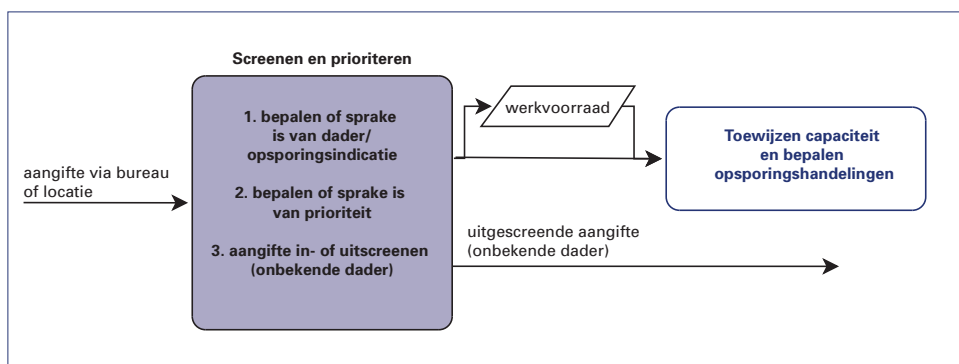 Screenen en prioriteren
aangifte via bureau
of locatie
1. bepalen of sprake
is van dader/
opsporingsindicatie
2. bepalen of sprake is
van prioriteit
3. aangifte in- of uitscreenen
(onbekende dader)
werkvoorraad
Toewijzen capaciteit
en bepalen
opsporingshandelingen
uitgescreende aangifte
(onbekende dader)